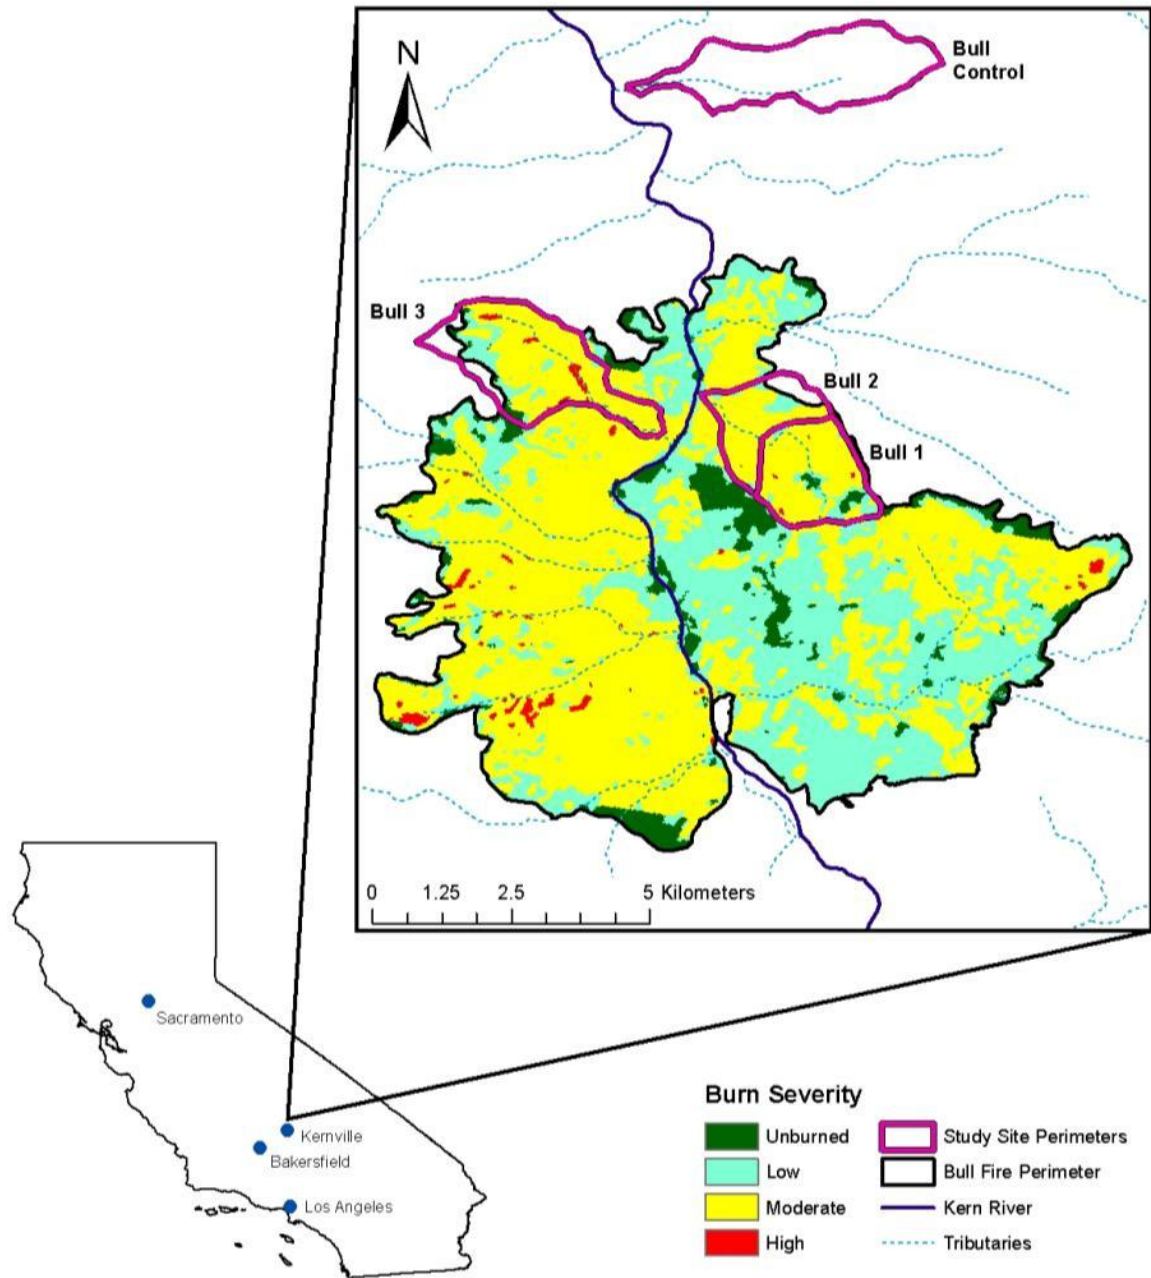 N
Bull
Control
Bull 3
Bull 2
Bull 1
0 1.25 2.5 5 Kilometers
Sacramento
Kernville
Bakersfield
Los Angeles
Burn Severity
Unburned
Low
Moderate
High
Study Site Perimeters
Bull Fire Perimeter
Kern River
Tributaries